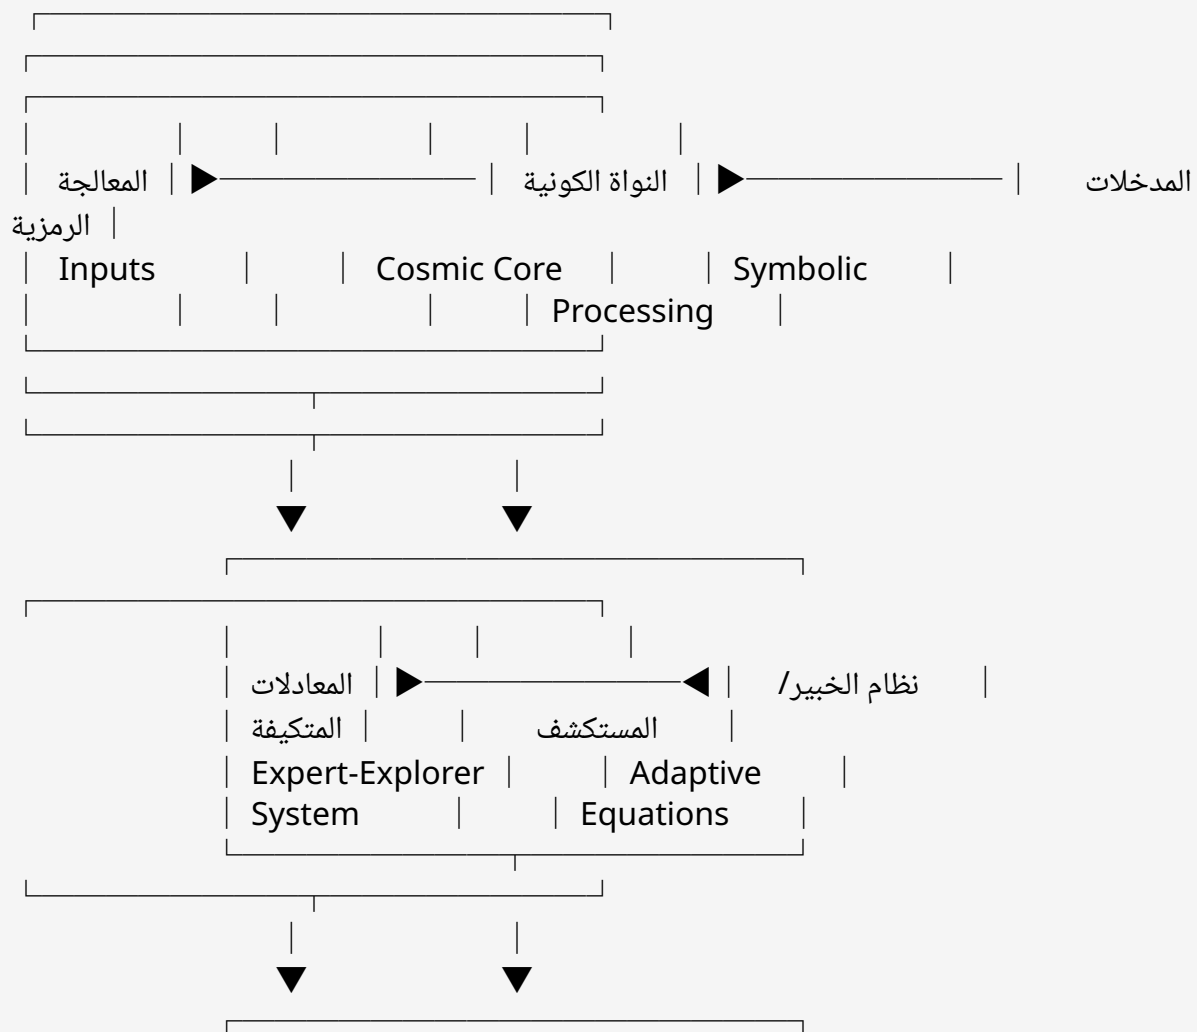 المدخلات النواة الكونية المعالجة
الرمزية
Inputs Cosmic Core Symbolic
Processing
نظام الخبير/ المعادلات
المستكشف المتكيفة
Expert-Explorer Adaptive
System Equations